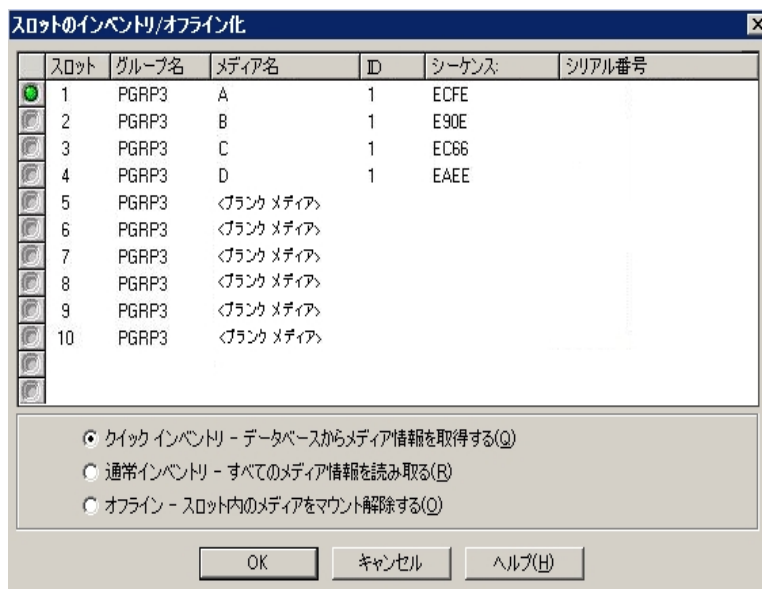 スロットのインベントリ/オフライン化
スロット グループ名 メディア名 ID シーケンス: シリアル番号
1 PGRP3 A 1 ECFE
2 PGRP3 B 1 E90E
3 PGRP3 C 1 EC66
4 PGRP3 D 1 EAEE
5 PGRP3 <ブランク メディア>
6 PGRP3 <ブランク メディア>
7 PGRP3 <ブランク メディア>
8 PGRP3 <ブランク メディア>
9 PGRP3 <ブランク メディア>
10 PGRP3 <ブランク メディア>
クイック インベントリ - データベースからメディア情報を取得する(Q)
通常インベントリ - すべてのメディア情報を読み取る(R)
オフライン - スロット内のメディアをマウント解除する(O)
OK キャンセル ヘルプ(H)